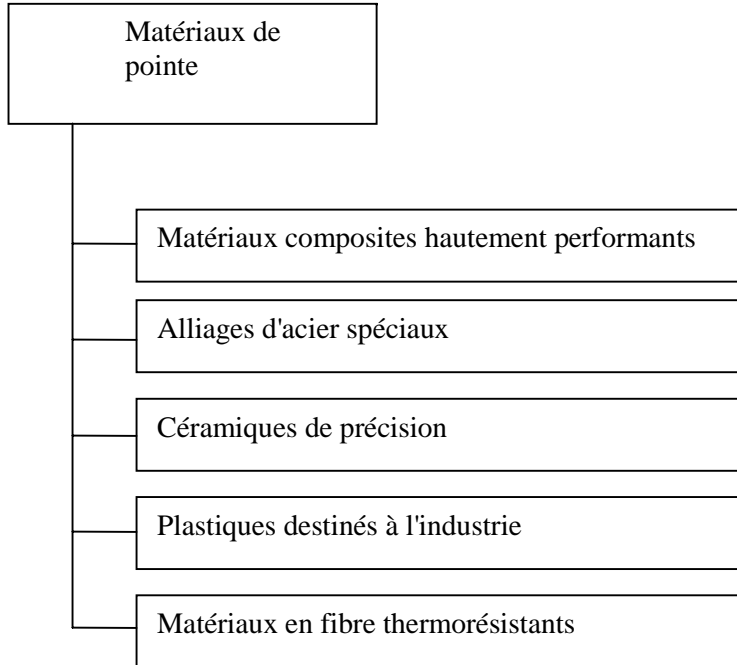 Matériaux de
pointe
Matériaux composites hautement performants
Alliages d'acier spéciaux
Céramiques de précision
Plastiques destinés à l'industrie
Matériaux en fibre thermorésistants